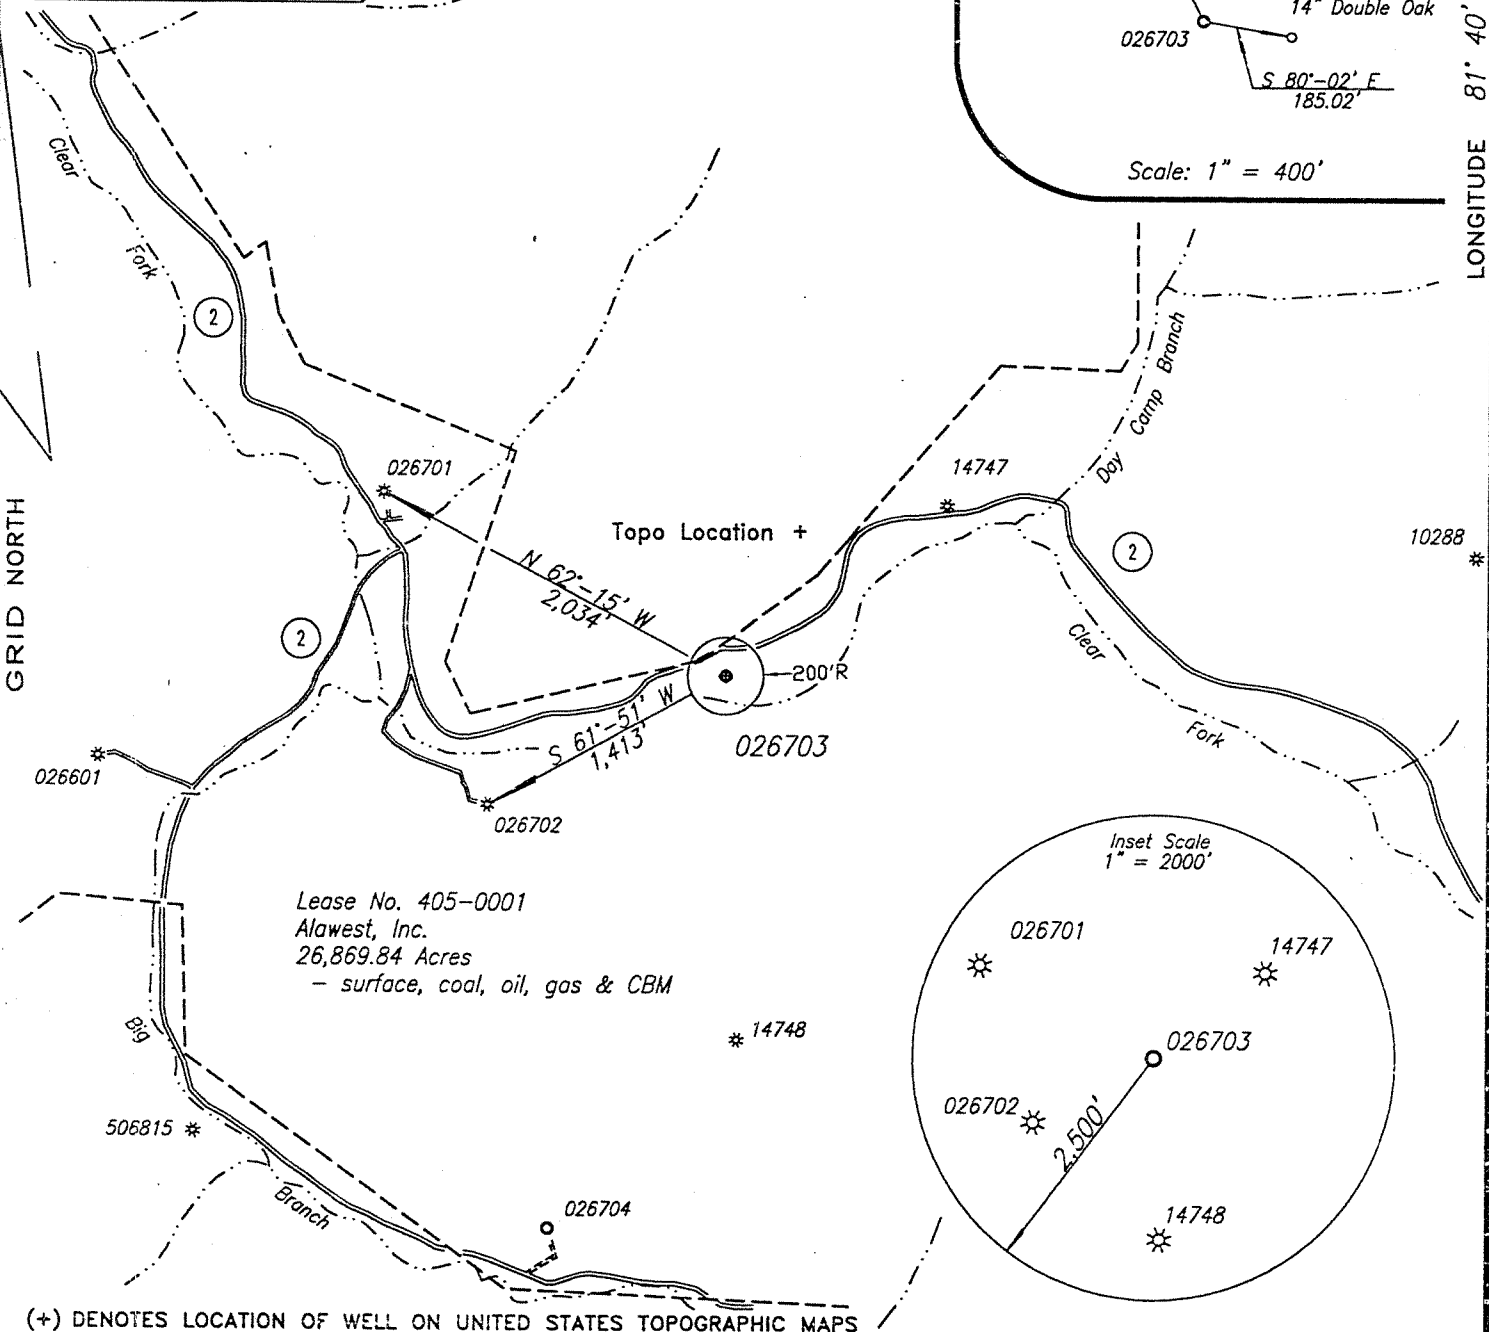 14" Double Oak
026703
S 80°-02' E
185.02'
Scale: 1" = 400'
LONGITUDE 81° 40'
Clear
Fork
2
Day Camp Branch
026701
14747
Topo Location +
10288
N 62°-15' W
2,034'
2
GRID NORTH
2
Clear
Fork
200'R
S 61°-51' W
1,413'
026703
026601
026702
Inset Scale
1" = 2000'
Lease No. 405-0001
Alawest, Inc.
26,869.84 Acres
- surface, coal, oil, gas & CBM
026701
14747
14748
026703
Big
026702
2,500'
506815
Branch
026704
14748
(+) DENOTES LOCATION OF WELL ON UNITED STATES TOPOGRAPHIC MAPS